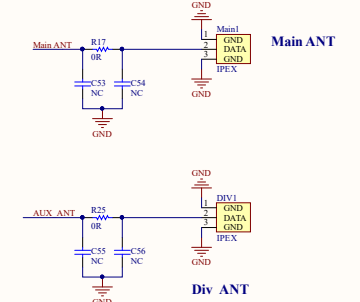 GND
Main1
Main ANT
R17
0R
1
2
3
GND
DATA
GND
IPEX
Main ANT
C53
NC
C54
NC
GND
GND
GND
DIV1
AUX_ANT
R25
0R
1
2
3
GND
DATA
GND
IPEX
C55
NC
C56
NC
GND
GND
Div ANT